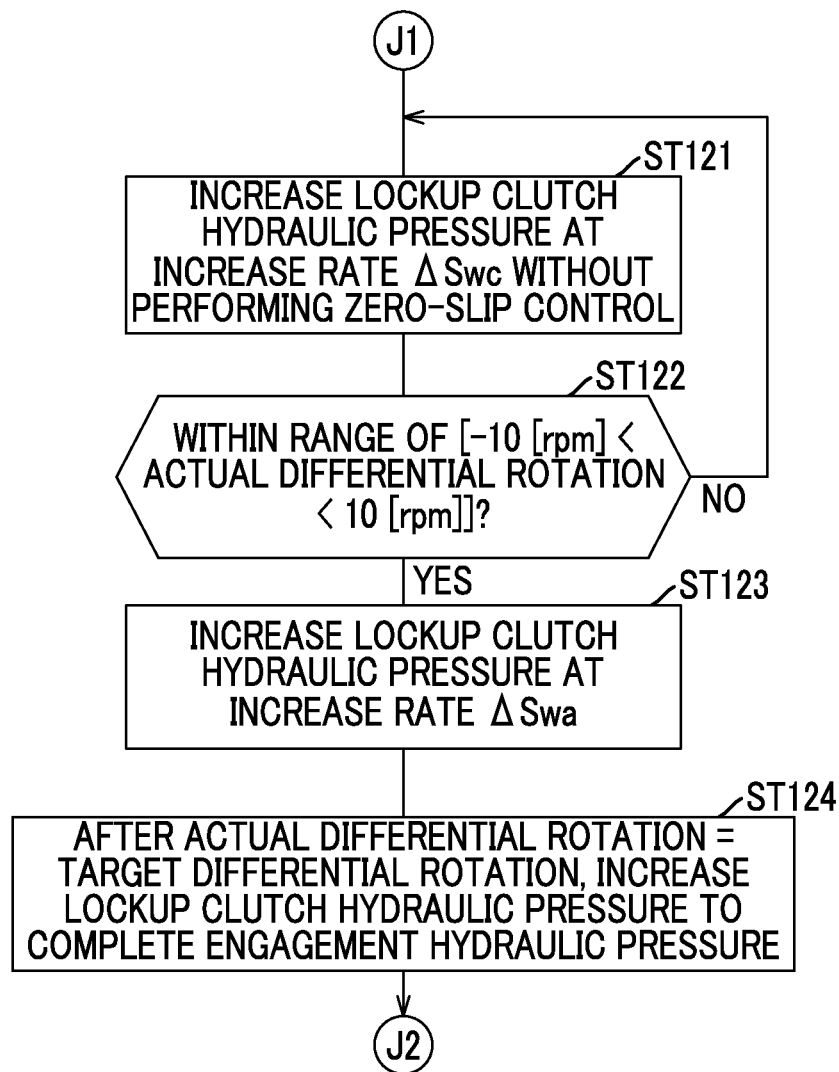 J1
ST121
INCREASE LOCKUP CLUTCH
HYDRAULIC PRESSURE AT
INCREASE RATE Δ Swc WITHOUT
PERFORMING ZERO-SLIP CONTROL
ST122
WITHIN RANGE OF [-10 [rpm] <
ACTUAL DIFFERENTIAL ROTATION
< 10 [rpm]]?
NO
YES
ST123
INCREASE LOCKUP CLUTCH
HYDRAULIC PRESSURE AT
INCREASE RATE Δ Swa
ST124
AFTER ACTUAL DIFFERENTIAL ROTATION =
TARGET DIFFERENTIAL ROTATION, INCREASE
LOCKUP CLUTCH HYDRAULIC PRESSURE TO
COMPLETE ENGAGEMENT HYDRAULIC PRESSURE
J2